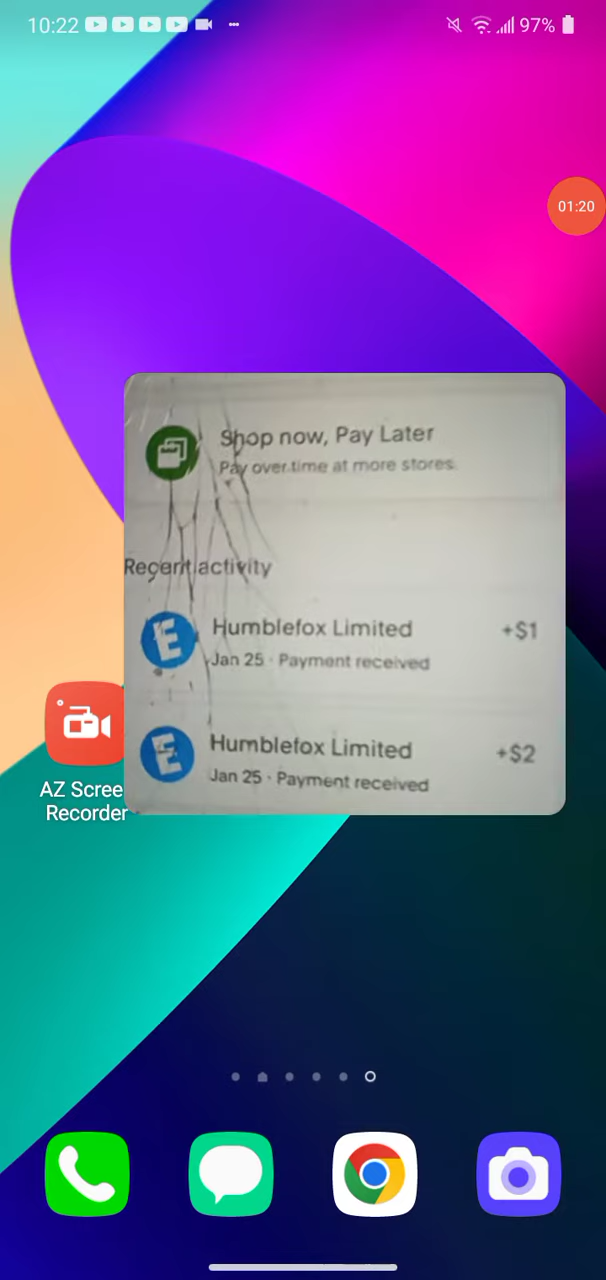 10:22
97%
01:20
Shop now, Pay Later
Pay over time at more stores.
Recent activity
Humblefox Limited +$1
Jan 25 · Payment received
Humblefox Limited +$2
Jan 25 · Payment received
AZ Scree
Recorder